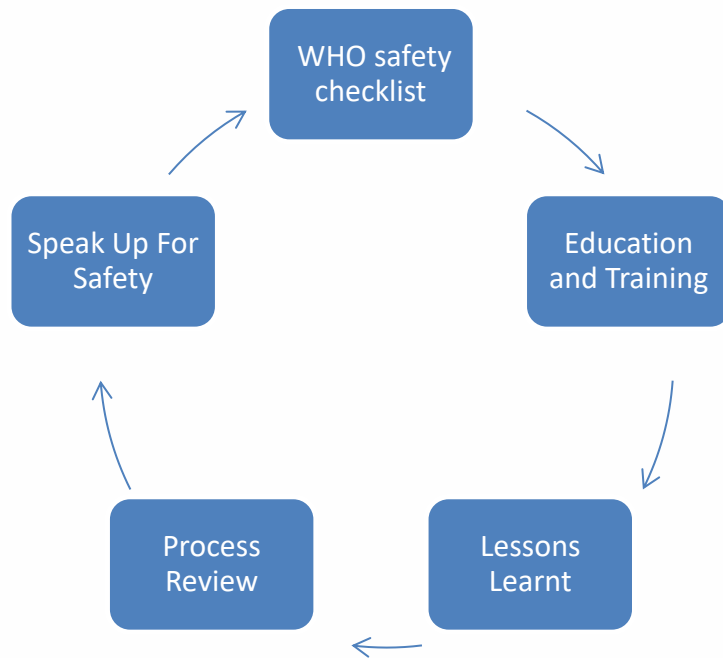 WHO safety
checklist
Education
and Training
Lessons
Learnt
Process
Review
Speak Up For
Safety